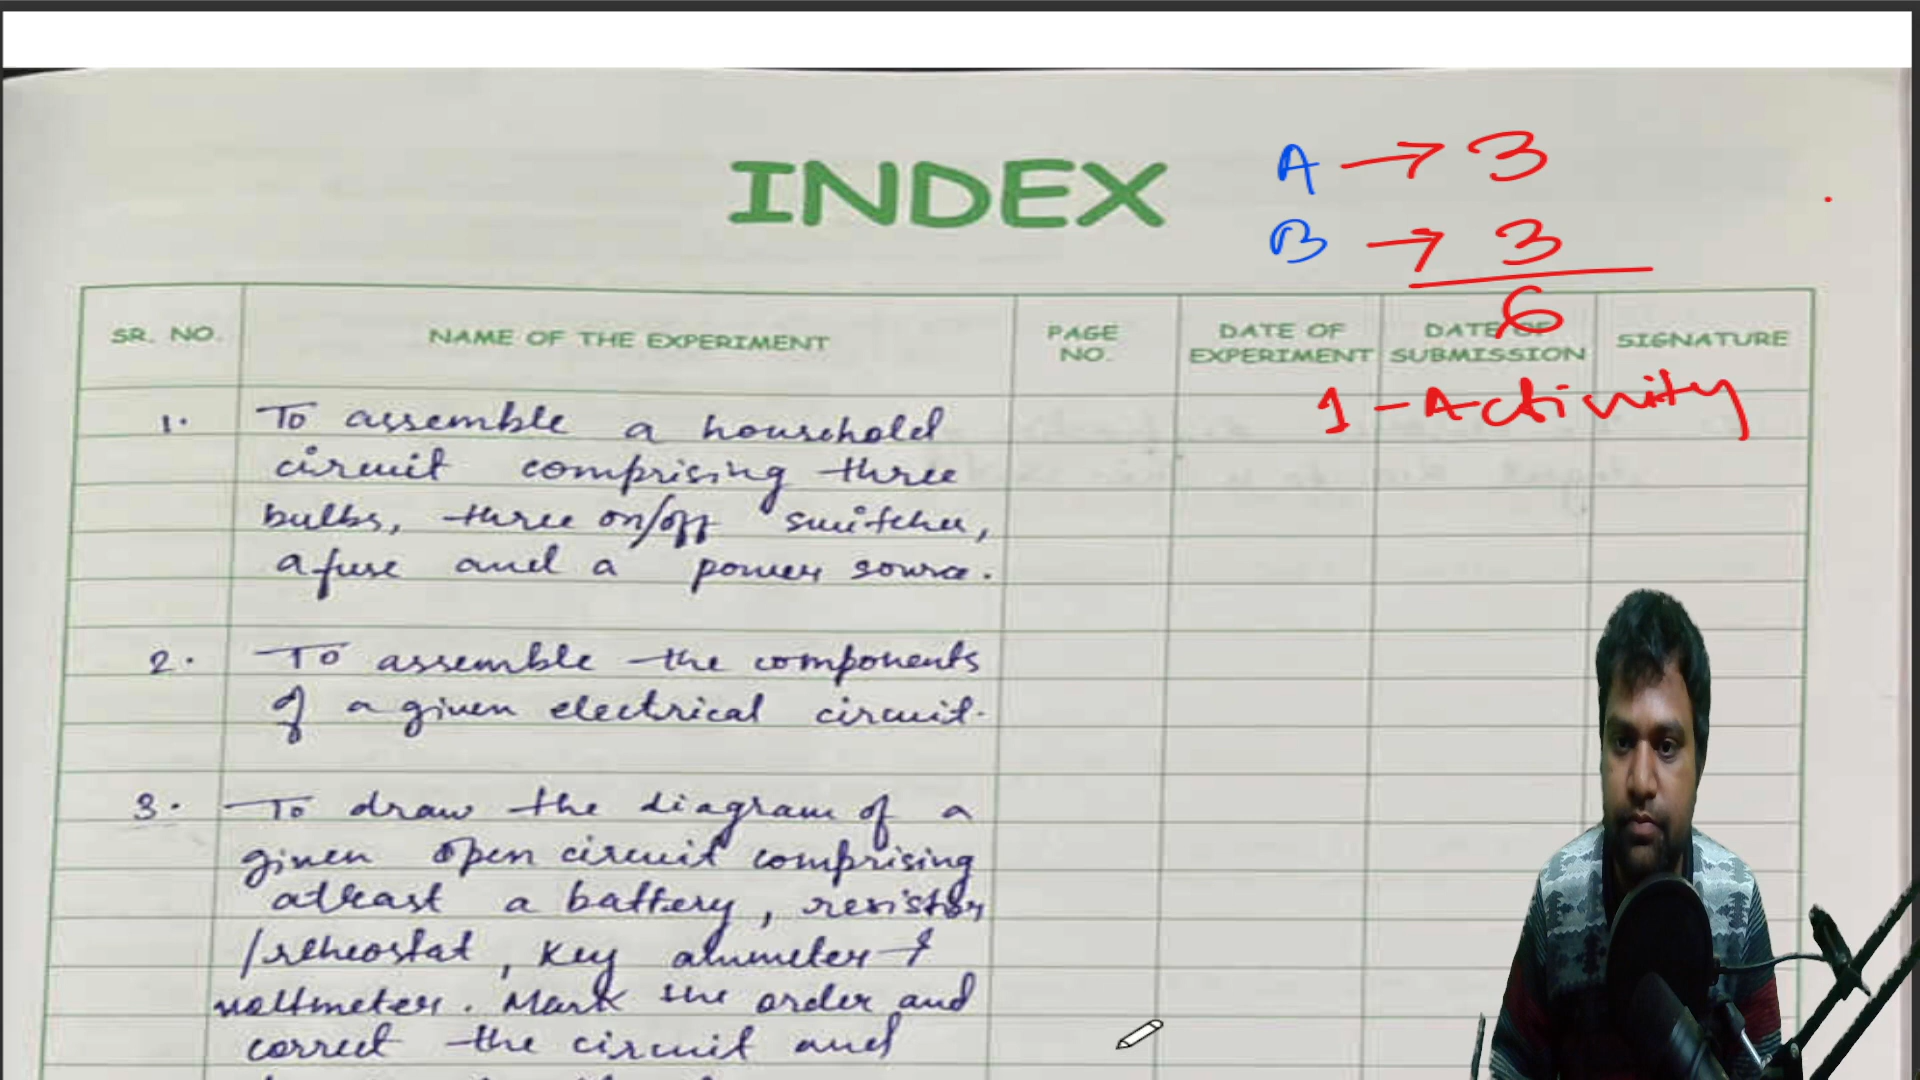 INDEX
A → 3
B → 3
6
1 - Activity
SR. NO.
NAME OF THE EXPERIMENT
PAGE NO.
DATE OF EXPERIMENT
DATE OF SUBMISSION
SIGNATURE
1. To assemble a household
circuit comprising three
bulbs, three on/off switches,
a fuse and a power source.
2. To assemble the components
of a given electrical circuit.
3. To draw the diagram of a
given open circuit comprising
atleast a battery, resistor
/rheostat, Key ammeter &
voltmeter. Mark the order and
correct the circuit and